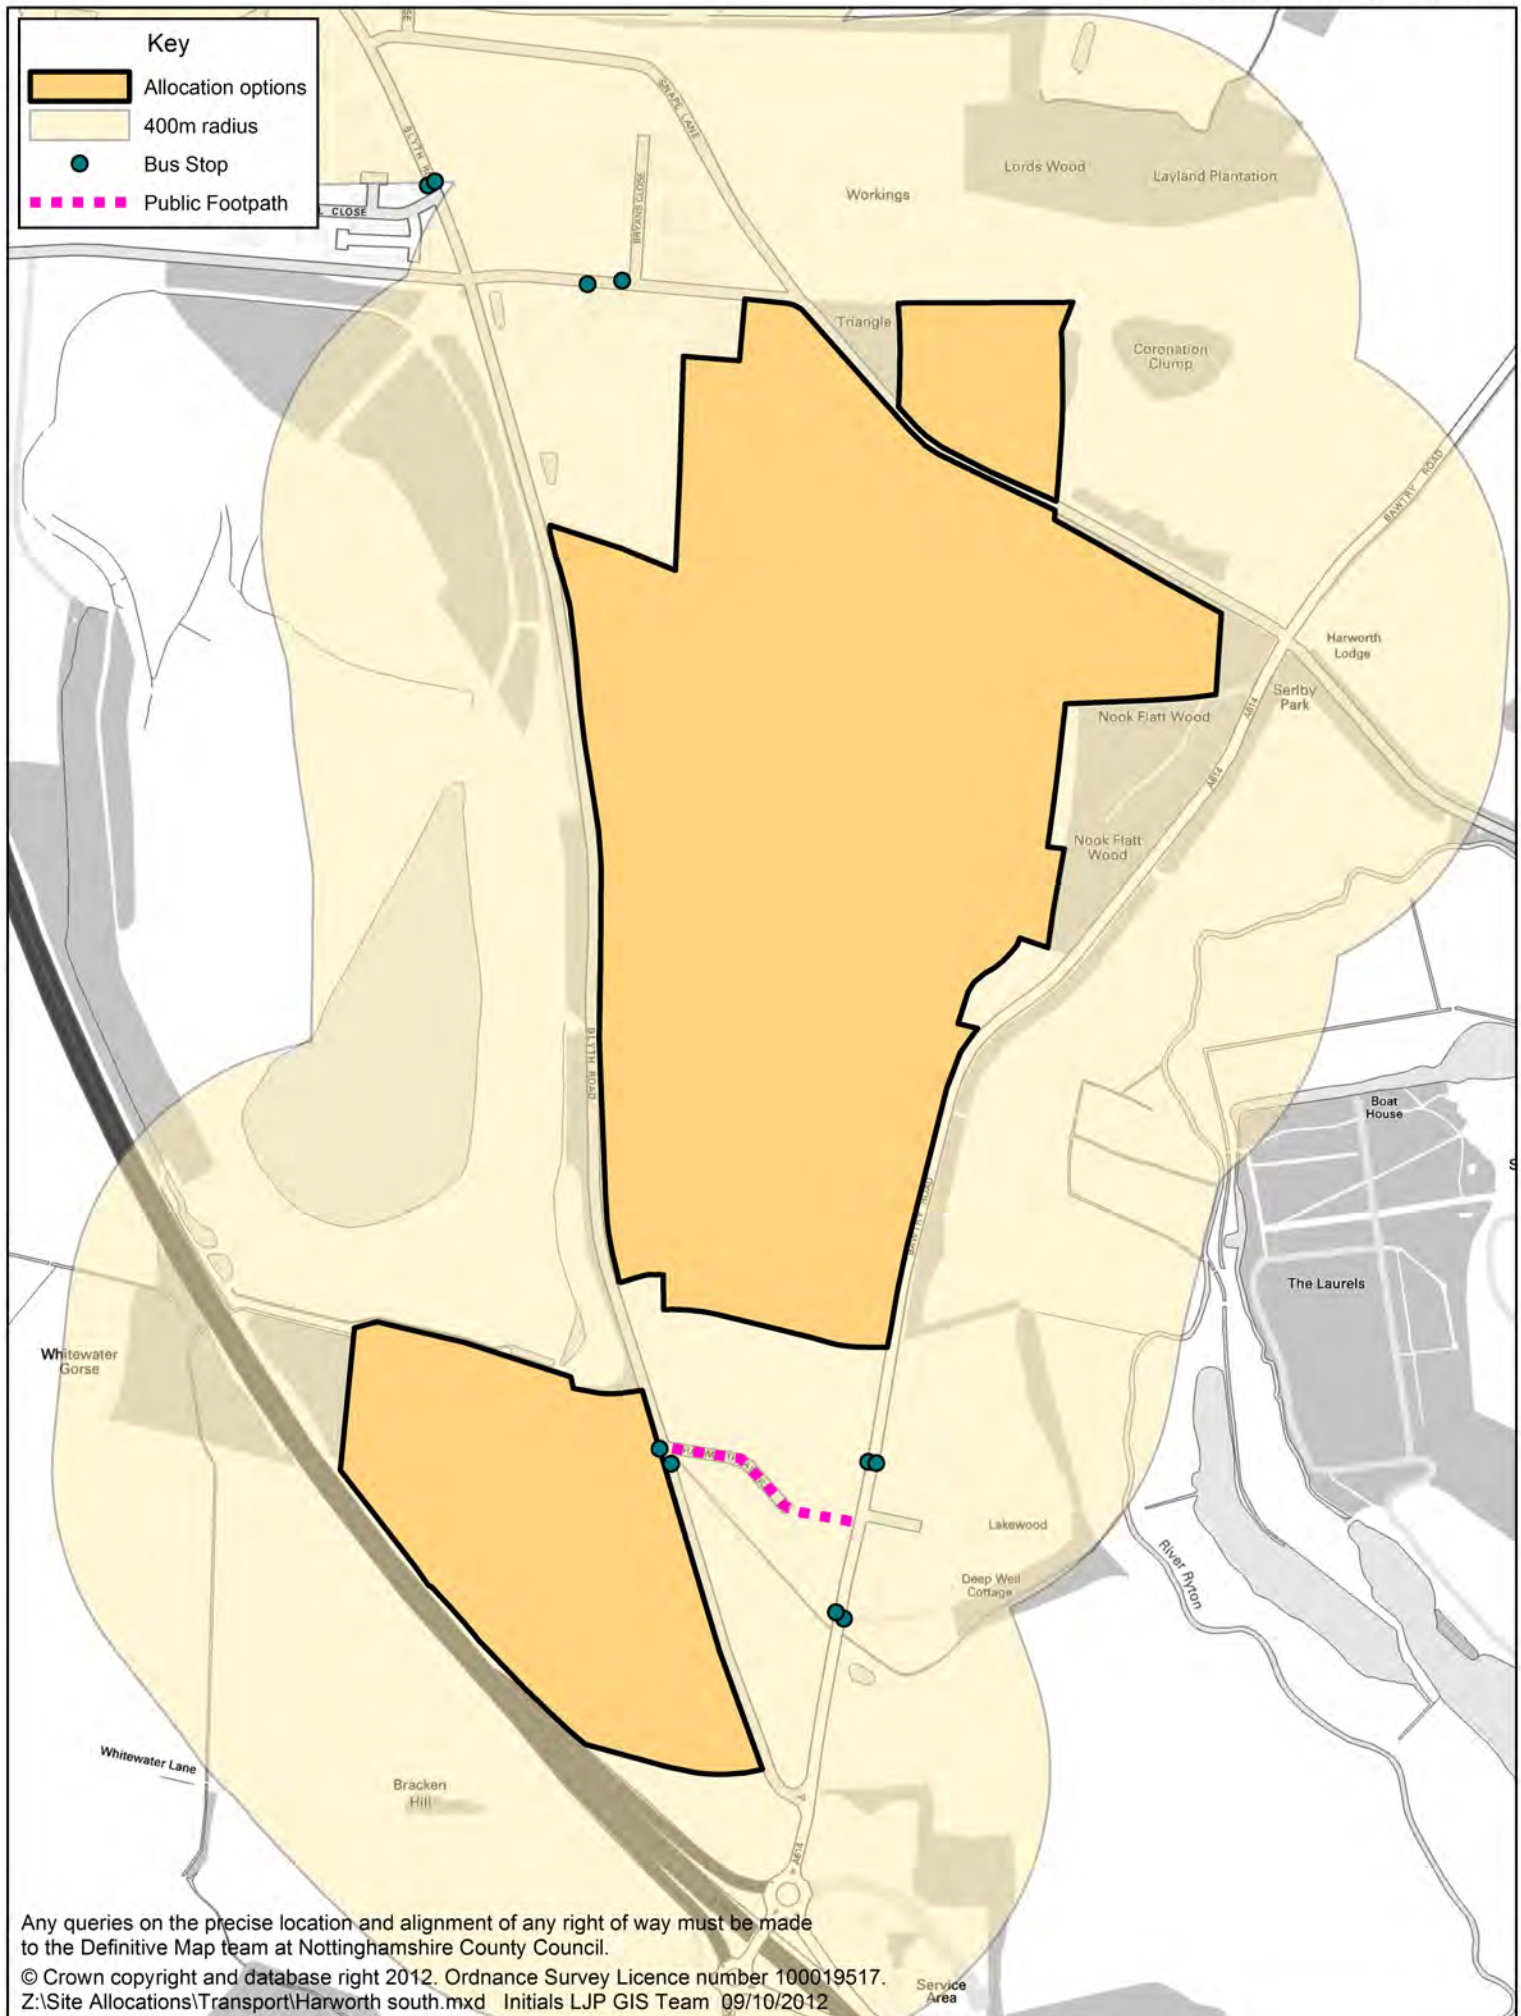 Key
Allocation options
400m radius
Bus Stop
Public Footpath
SE
BLYTH R
L CLOSE
SNAPE LANE
BRYANS CLOSE
Workings
Lords Wood
Layland Plantation
Triangle
Coronation
Clump
BAWTRY ROAD
Harworth
Lodge
Serlby
Park
Nook Flatt Wood
A614
A614
Nook Flatt
Wood
BLYTH ROAD
BAWTRY ROAD
Boat
House
S
The Laurels
Whitewater
Gorse
Lakewood
Deep Well
Cottage
River Ryton
Whitewater Lane
Bracken
Hill
A614
Service
Area
Any queries on the precise location and alignment of any right of way must be made
to the Definitive Map team at Nottinghamshire County Council.
© Crown copyright and database right 2012. Ordnance Survey Licence number 100019517.
Z:\Site Allocations\Transport\Harworth south.mxd Initials LJP GIS Team 09/10/2012